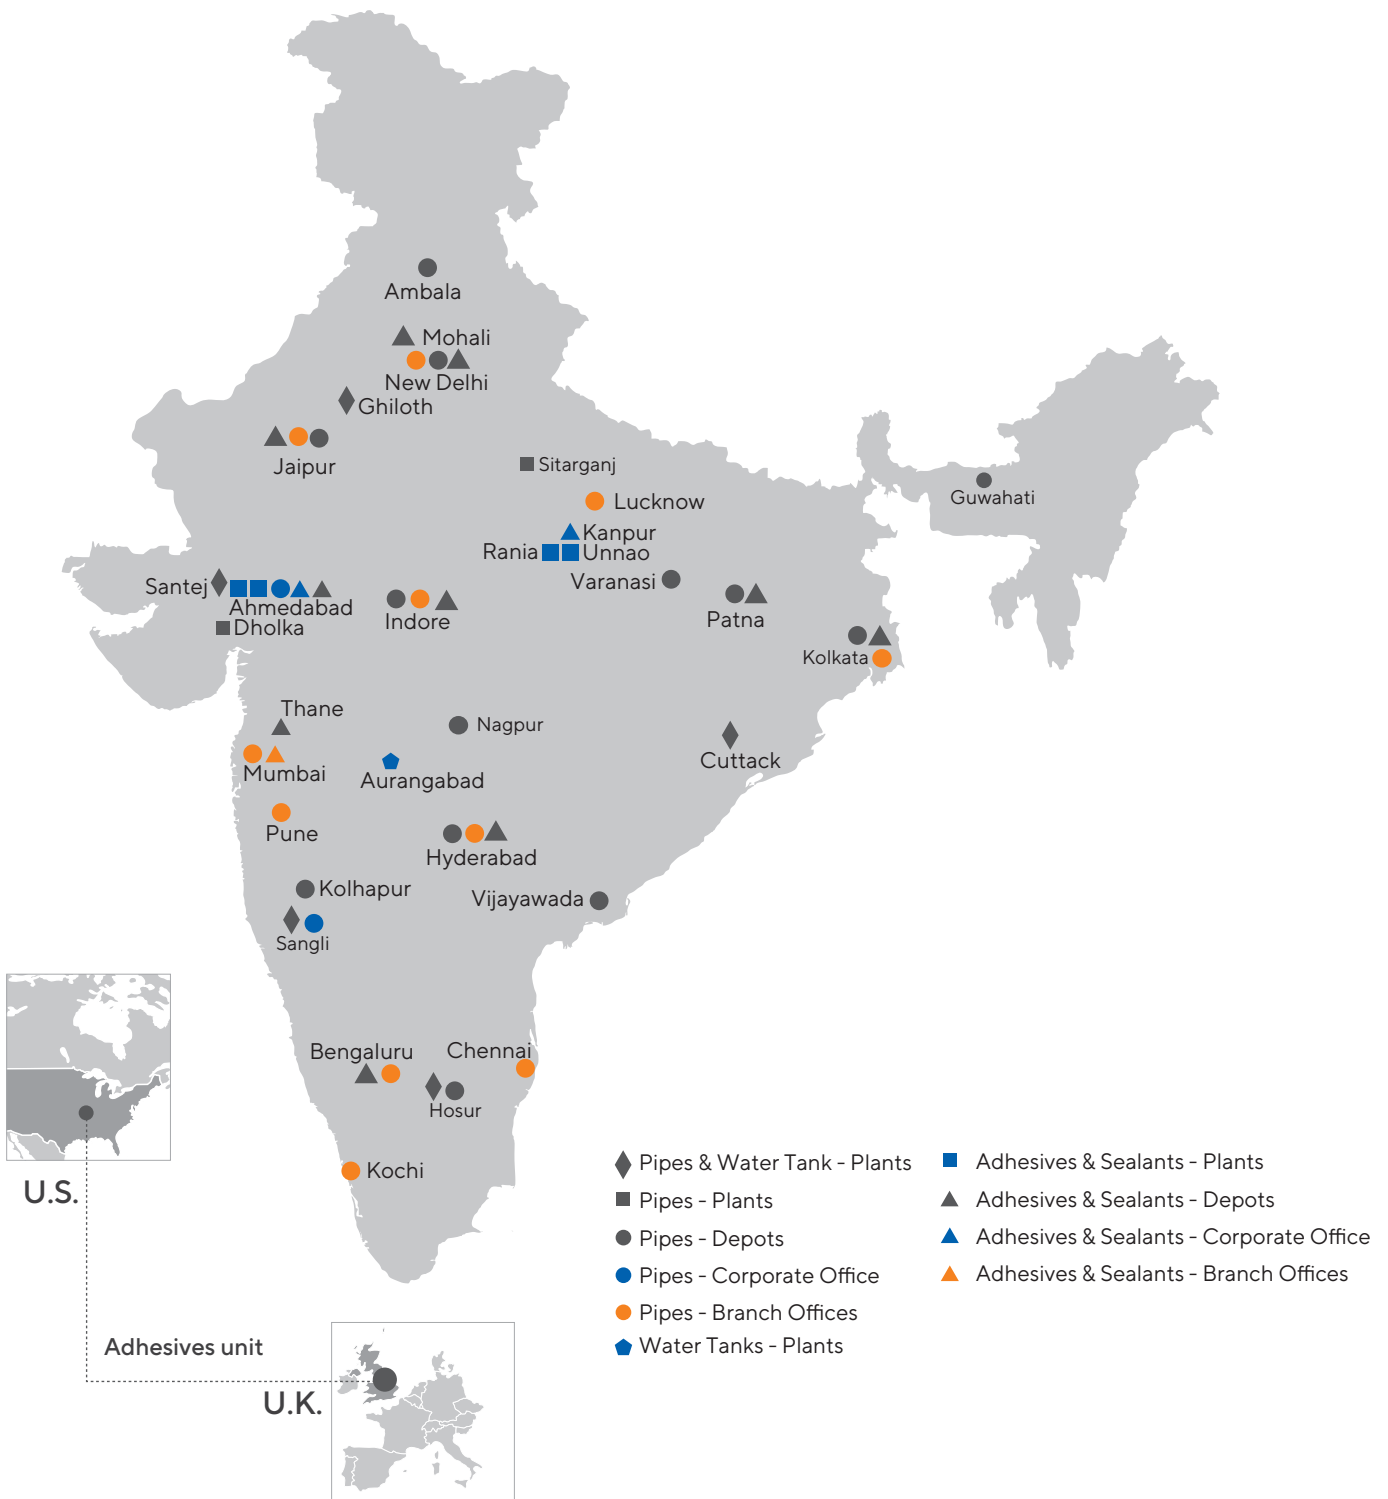 Ambala
Mohali
New Delhi
Ghiloth
Jaipur
Sitarganj
Guwahati
Lucknow
Kanpur
Rania
Unnao
Varanasi
Santej
Ahmedabad
Dholka
Indore
Patna
Kolkata
Thane
Nagpur
Mumbai
Aurangabad
Cuttack
Pune
Hyderabad
Kolhapur
Vijayawada
Sangli
Bengaluru
Chennai
Hosur
Kochi
U.S.
Adhesives unit
U.K.
Pipes & Water Tank - Plants
Pipes - Plants
Pipes - Depots
Pipes - Corporate Office
Pipes - Branch Offices
Water Tanks - Plants
Adhesives & Sealants - Plants
Adhesives & Sealants - Depots
Adhesives & Sealants - Corporate Office
Adhesives & Sealants - Branch Offices